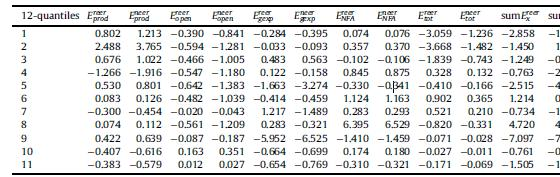 12-quantiles E^{reer}_{prod} E^{neer}_{prod} E^{reer}_{open} E^{neer}_{open} E^{reer}_{gexp} E^{neer}_{gexp} E^{reer}_{NFA} E^{neer}_{NFA} E^{reer}_{tot} E^{neer}_{tot} sumE^{reer}_{x} sum
1 0.802 1.213 −0.390 −0.841 −0.284 −0.395 0.074 0.076 −3.059 −1.236 −2.858 −1
2 2.488 3.765 −0.594 −1.281 −0.033 −0.093 0.357 0.370 −3.668 −1.482 −1.450
3 0.676 1.022 −0.466 −1.005 0.483 0.563 −0.102 −0.106 −1.839 −0.743 −1.249 −0
4 −1.266 −1.916 −0.547 −1.180 0.122 −0.158 0.845 0.875 0.328 0.132 −0.763 −2
5 0.530 0.801 −0.642 −1.383 −1.663 −3.274 −0.330 −0.341 −0.410 −0.166 −2.515 −4
6 0.083 0.126 −0.482 −1.039 −0.414 −0.459 1.124 1.163 0.902 0.365 1.214 0
7 −0.300 −0.454 −0.020 −0.043 1.217 −1.489 0.283 0.293 0.521 0.210 −0.734 −1
8 0.074 0.112 −0.561 −1.209 0.283 −0.321 6.395 6.529 −0.820 −0.331 4.720 4
9 0.422 0.639 −0.087 −0.187 −5.952 −6.525 −1.410 −1.459 −0.071 −0.028 −7.097 −7
10 −0.407 −0.616 0.163 0.351 −0.664 −0.699 0.174 0.180 −0.027 −0.011 −0.761 −0
11 −0.383 −0.579 0.012 0.027 −0.654 −0.769 −0.310 −0.321 −0.171 −0.069 −1.505 −1